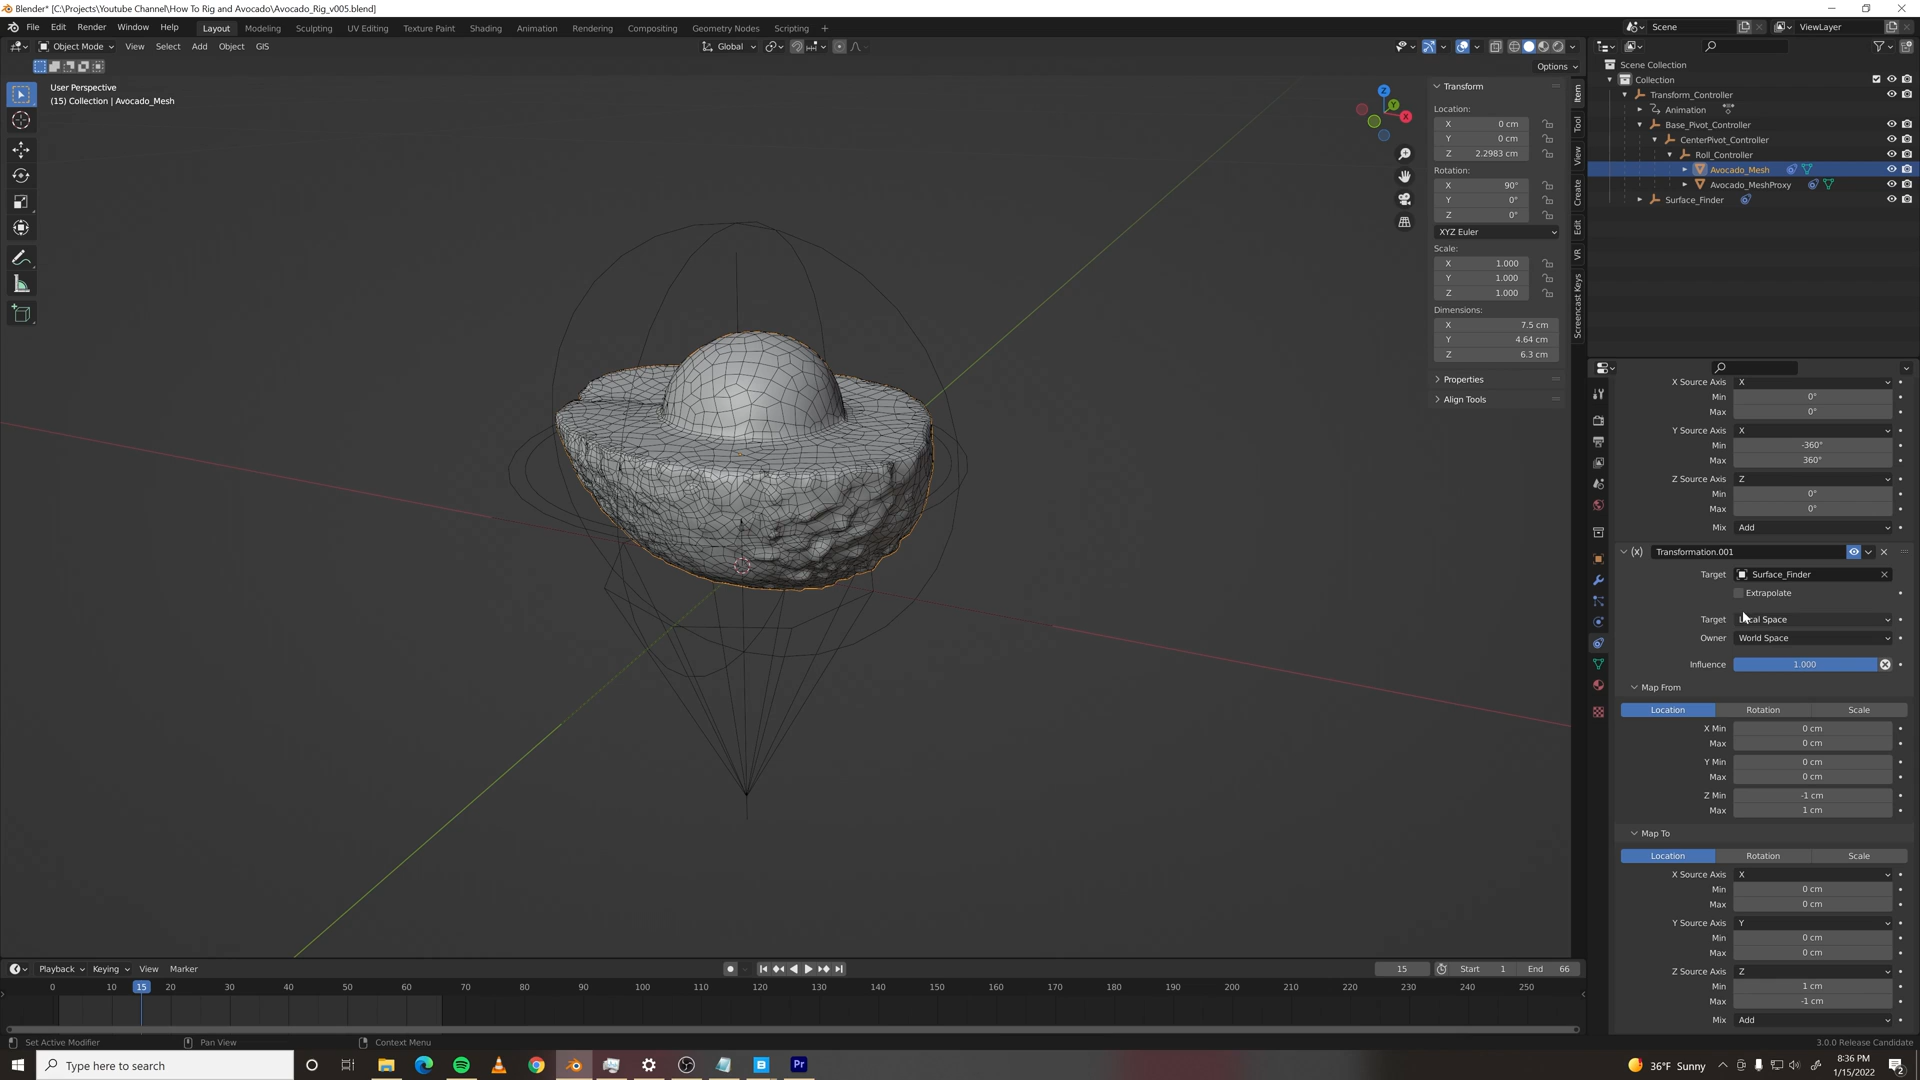 Blender* [C:\Projects\Youtube Channel\How To Rig and Avocado\Avocado_Rig_v005.blend]
File Edit Render Window Help Layout Modeling Sculpting UV Editing Texture Paint Shading Animation Rendering Compositing Geometry Nodes Scripting + Scene ViewLayer
Object Mode View Select Add Object GIS Global
Options
User Perspective
(15) Collection | Avocado_Mesh
Z
Y
X
Transform
Location:
X 0 cm
Y 0 cm
Z 2.2983 cm
Rotation:
X 90°
Y 0°
Z 0°
XYZ Euler
Scale:
X 1.000
Y 1.000
Z 1.000
Dimensions:
X 7.5 cm
Y 4.64 cm
Z 6.3 cm
Properties
Align Tools
Item
Tool
View
Create
Edit
VR
Screencast Keys
Scene Collection
Collection
Transform_Controller
Animation
Base_Pivot_Controller
CenterPivot_Controller
Roll_Controller
Avocado_Mesh
Avocado_MeshProxy
Surface_Finder
X Source Axis X
Min 0°
Max 0°
Y Source Axis X
Min -360°
Max 360°
Z Source Axis Z
Min 0°
Max 0°
Mix Add
Transformation.001
Target Surface_Finder
Extrapolate
Target Local Space
Owner World Space
Influence 1.000
Map From
Location Rotation Scale
X Min 0 cm
Max 0 cm
Y Min 0 cm
Max 0 cm
Z Min -1 cm
Max 1 cm
Map To
Location Rotation Scale
X Source Axis X
Min 0 cm
Max 0 cm
Y Source Axis Y
Min 0 cm
Max 0 cm
Z Source Axis Z
Min 1 cm
Max -1 cm
Mix Add
Playback Keying View Marker 15 Start 1 End 66
0 10 15 20 30 40 50 60 70 80 90 100 110 120 130 140 150 160 170 180 190 200 210 220 230 240 250
Set Active Modifier Pan View Context Menu 3.0.0 Release Candidate
Type here to search Pr 36°F Sunny 8:36 PM
1/15/2022 2